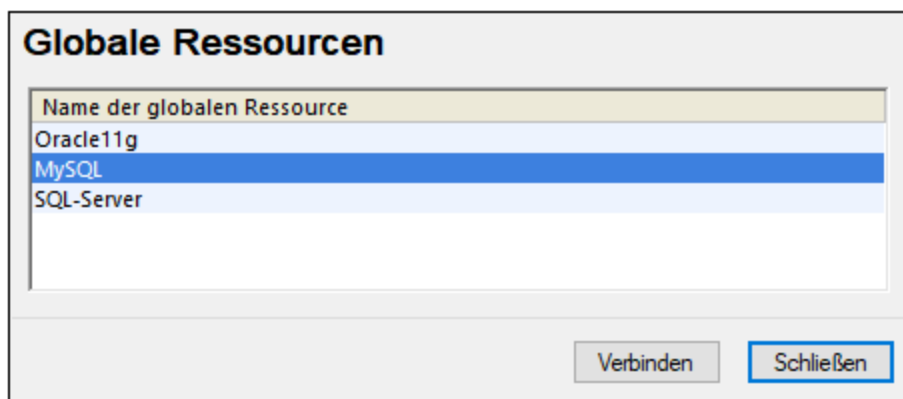 Globale Ressourcen
Name der globalen Ressource
Oracle11g
MySQL
SQL-Server
Verbinden
Schließen